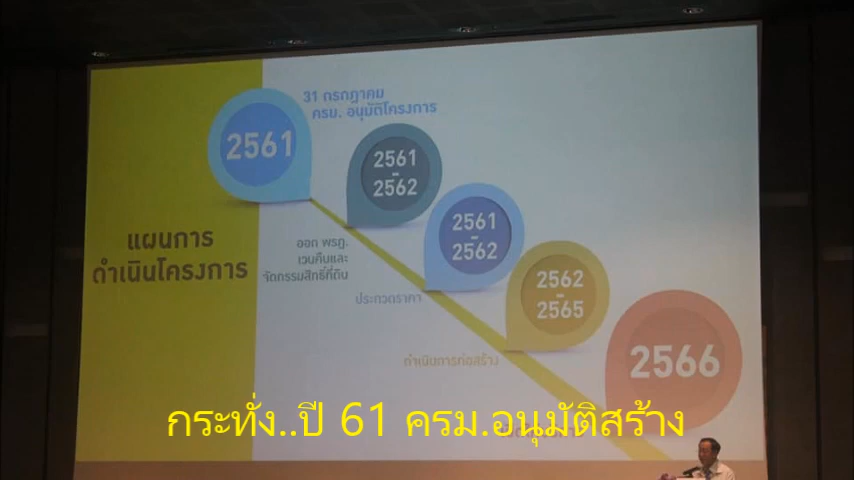 31 กรกฎาคม
ครม. อนุมัติโครงการ
2561
2561
-
2562
แผนการ
ดำเนินโครงการ
ออก พรฎ.
เวนคืนและ
จัดกรรมสิทธิ์ที่ดิน
2561
-
2562
ประกวดราคา
2562
-
2565
ดำเนินการก่อสร้าง
2566
กระทั่ง..ปี 61 ครม.อนุมัติสร้าง